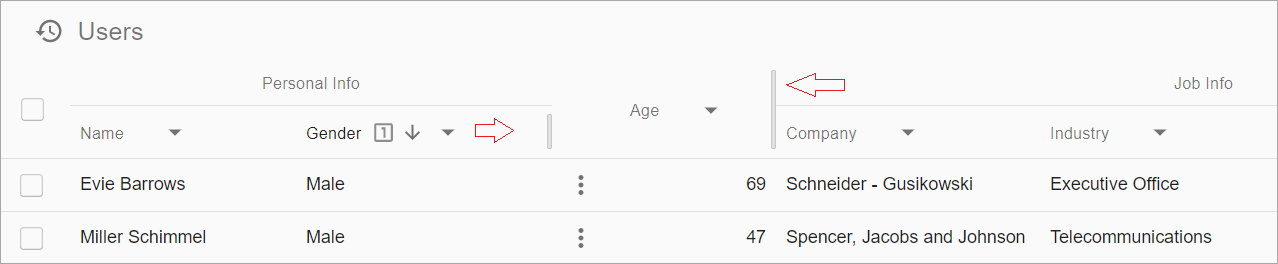 Users
Personal Info
Job Info
Age
Name Gender 1 Company Industry
Evie Barrows Male 69 Schneider - Gusikowski Executive Office
Miller Schimmel Male 47 Spencer, Jacobs and Johnson Telecommunications